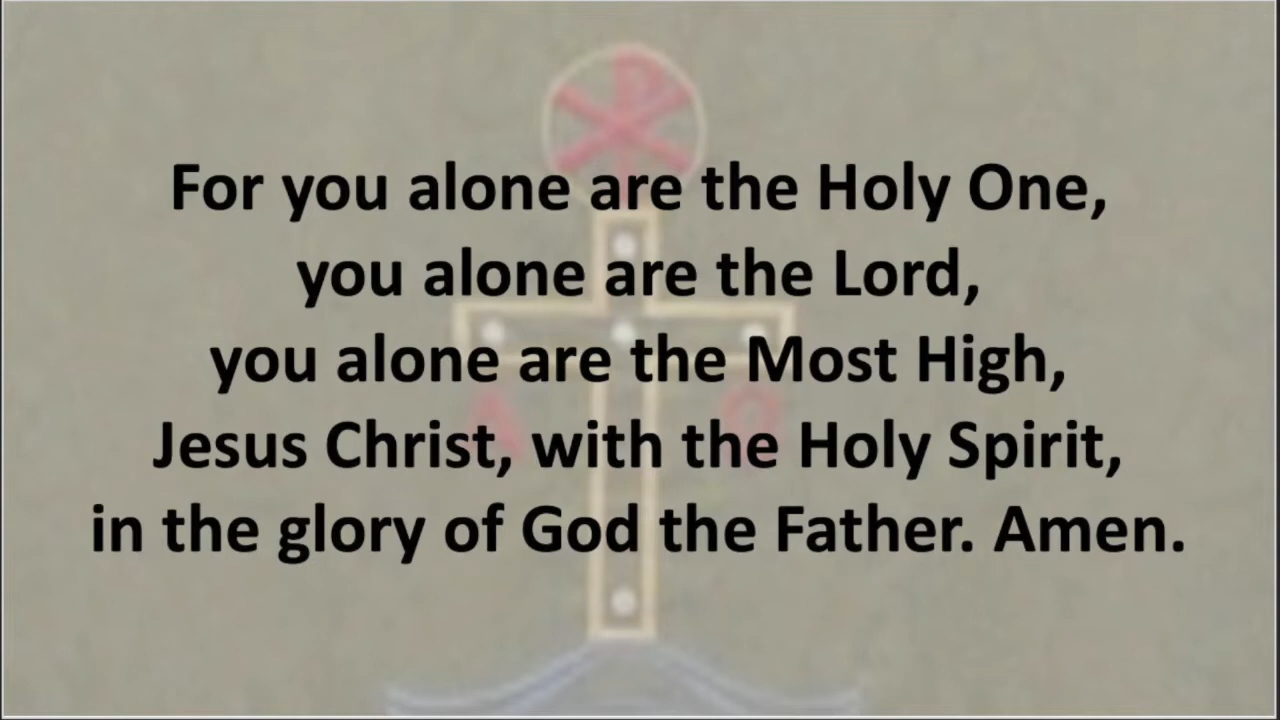 For you alone are the Holy One,
you alone are the Lord,
you alone are the Most High,
Jesus Christ, with the Holy Spirit,
in the glory of God the Father. Amen.